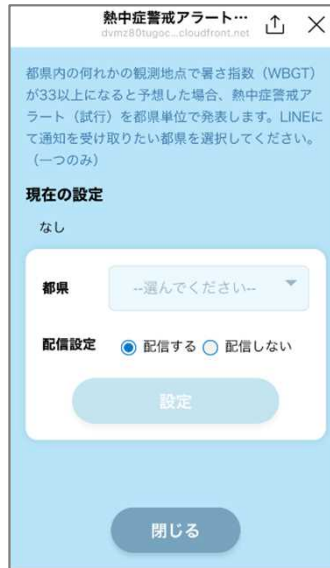 熱中症警戒アラート…
dvmz80tugoc...cloudfront.net
都県内の何れかの観測地点で暑さ指数（WBGT）
が33以上になると予想した場合、熱中症警戒ア
ラート（試行）を都県単位で発表します。LINEに
て通知を受け取りたい都県を選択してください。
（一つのみ）
現在の設定
なし
都県 --選んでください--
配信設定 配信する 配信しない
設定
閉じる